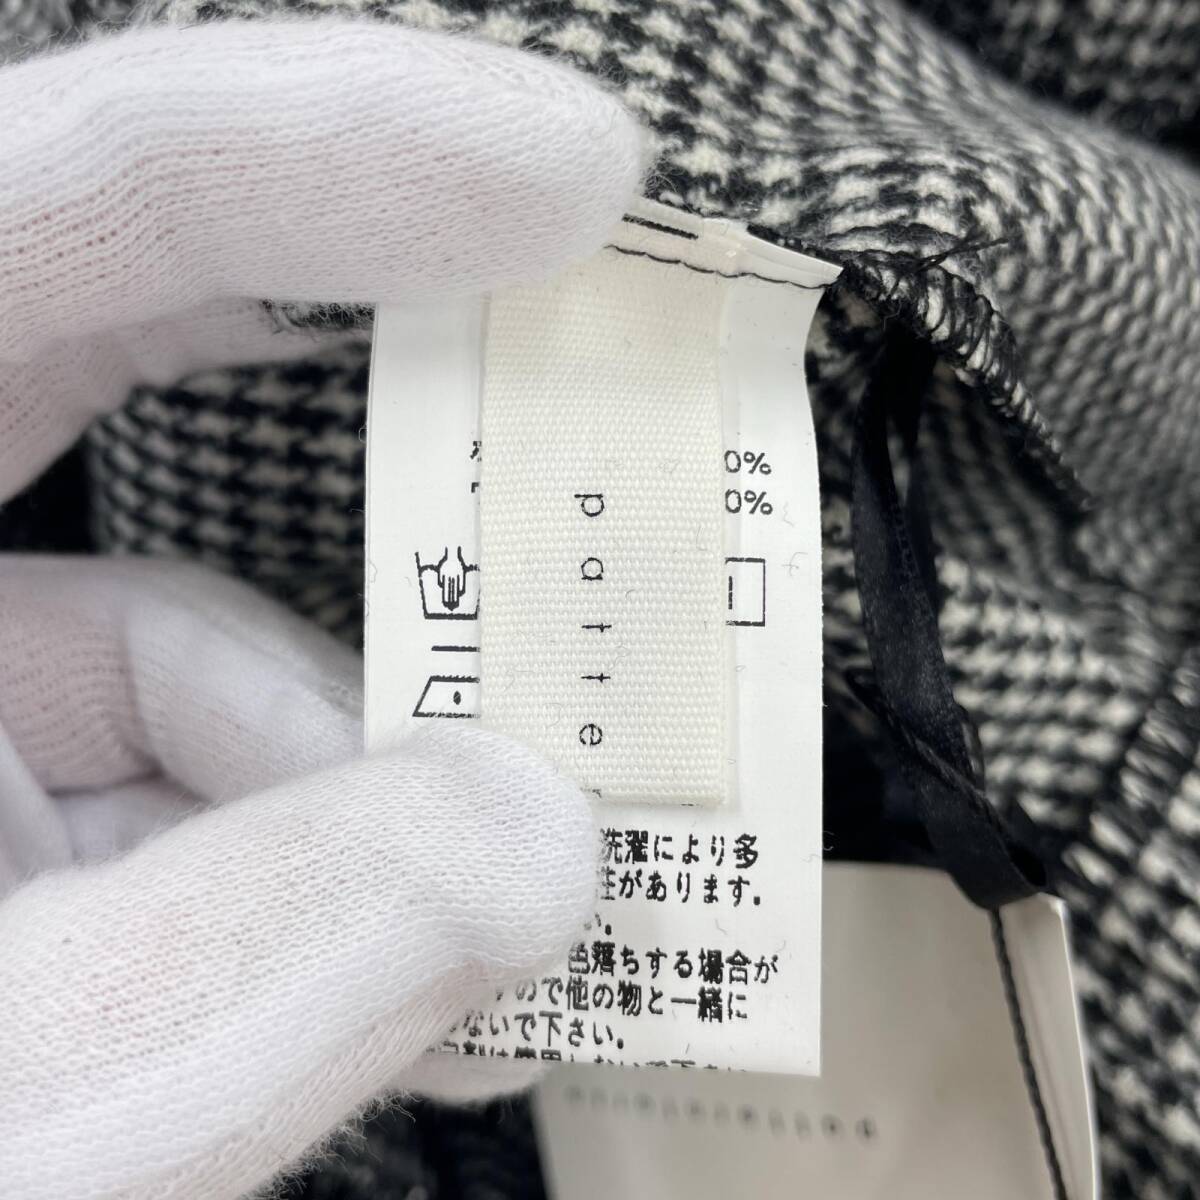 0%
0%
patter
洗濯により多
性があります.
い.
色落ちする場合が
ので他の物と一緒に
ないで下さい.